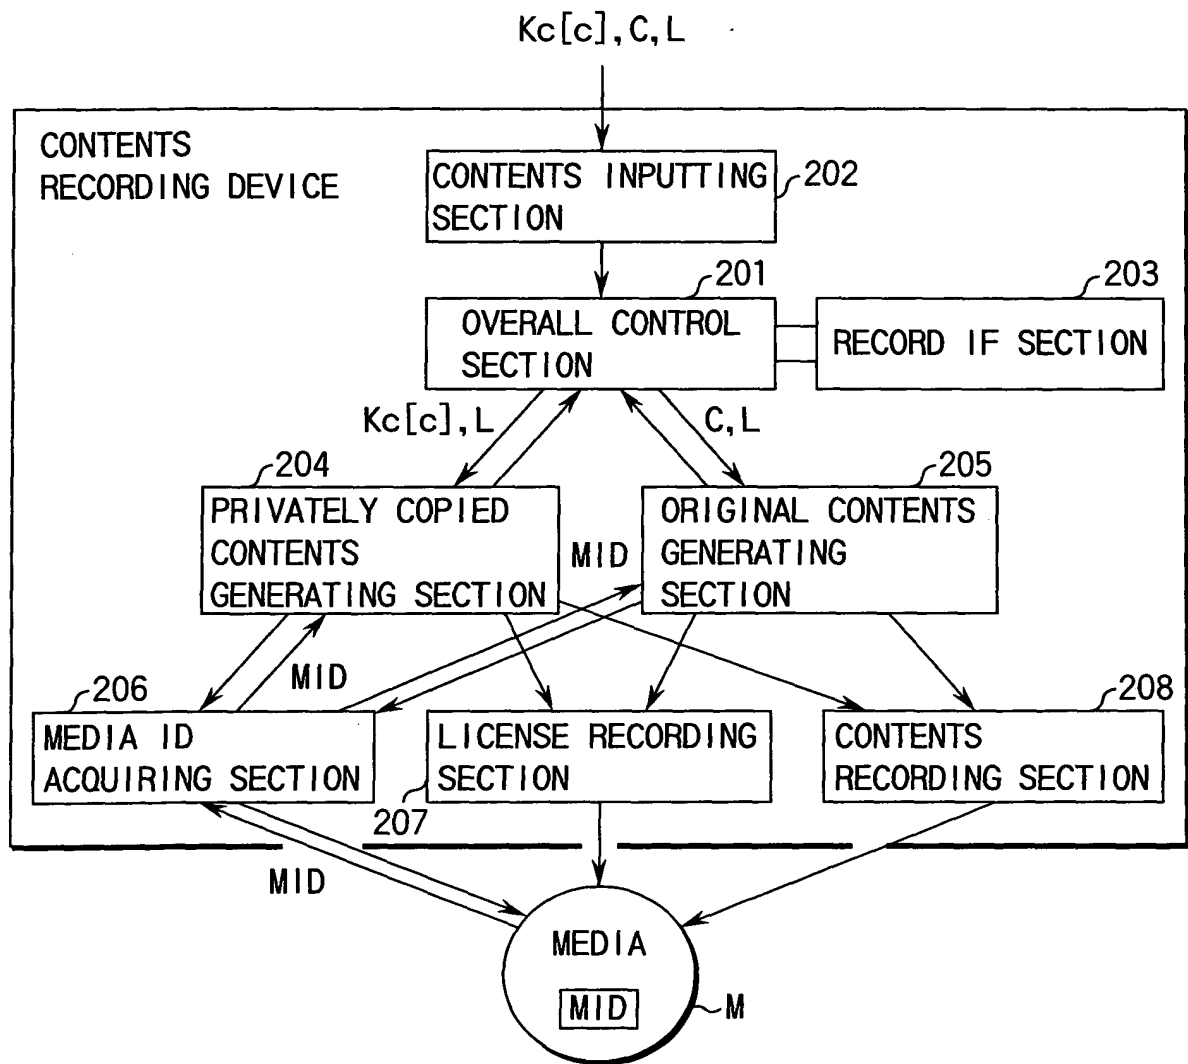 Kc[c],C,L
CONTENTS
RECORDING DEVICE
CONTENTS INPUTTING
SECTION
202
201
203
OVERALL CONTROL
SECTION
RECORD IF SECTION
Kc[c],L
C,L
204
205
PRIVATELY COPIED
CONTENTS
GENERATING SECTION
ORIGINAL CONTENTS
GENERATING
SECTION
MID
MID
206
208
MEDIA ID
ACQUIRING SECTION
LICENSE RECORDING
SECTION
CONTENTS
RECORDING SECTION
207
MID
MEDIA
MID
M